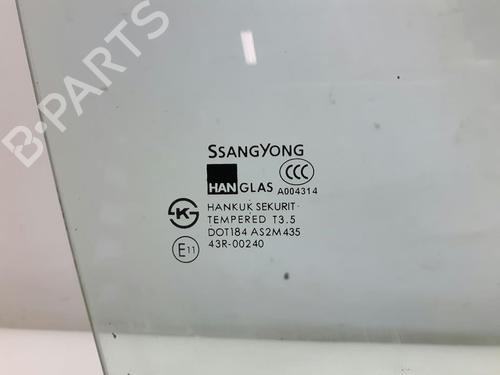 B-PARTS
SSANGYONG
HANGLAS
CCC
A004314
K
HANKUK SEKURIT
TEMPERED T3.5
DOT184 AS2M435
E11
43R-00240